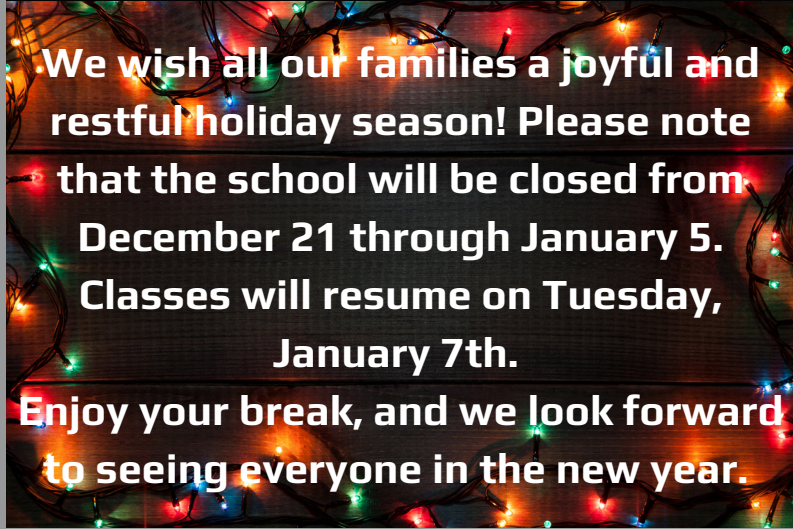 We wish all our families a joyful and
restful holiday season! Please note
that the school will be closed from
December 21 through January 5.
Classes will resume on Tuesday,
January 7th.
Enjoy your break, and we look forward
to seeing everyone in the new year.